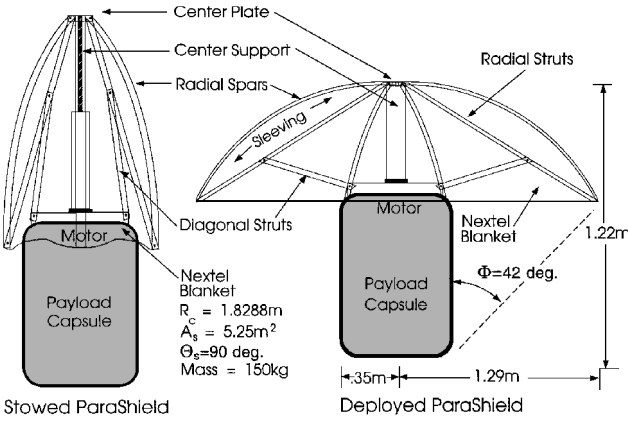 Center Plate
Center Support
Radial Spars
Radial Struts
Sleeving
Diagonal Struts
Motor
Payload
Capsule
Nextel
Blanket
R_c = 1.8288m
A_s = 5.25m²
Θ_s=90 deg.
Mass = 150kg
Stowed ParaShield
Motor
Payload
Capsule
Nextel
Blanket
1.22m
Φ=42 deg.
.35m
1.29m
Deployed ParaShield